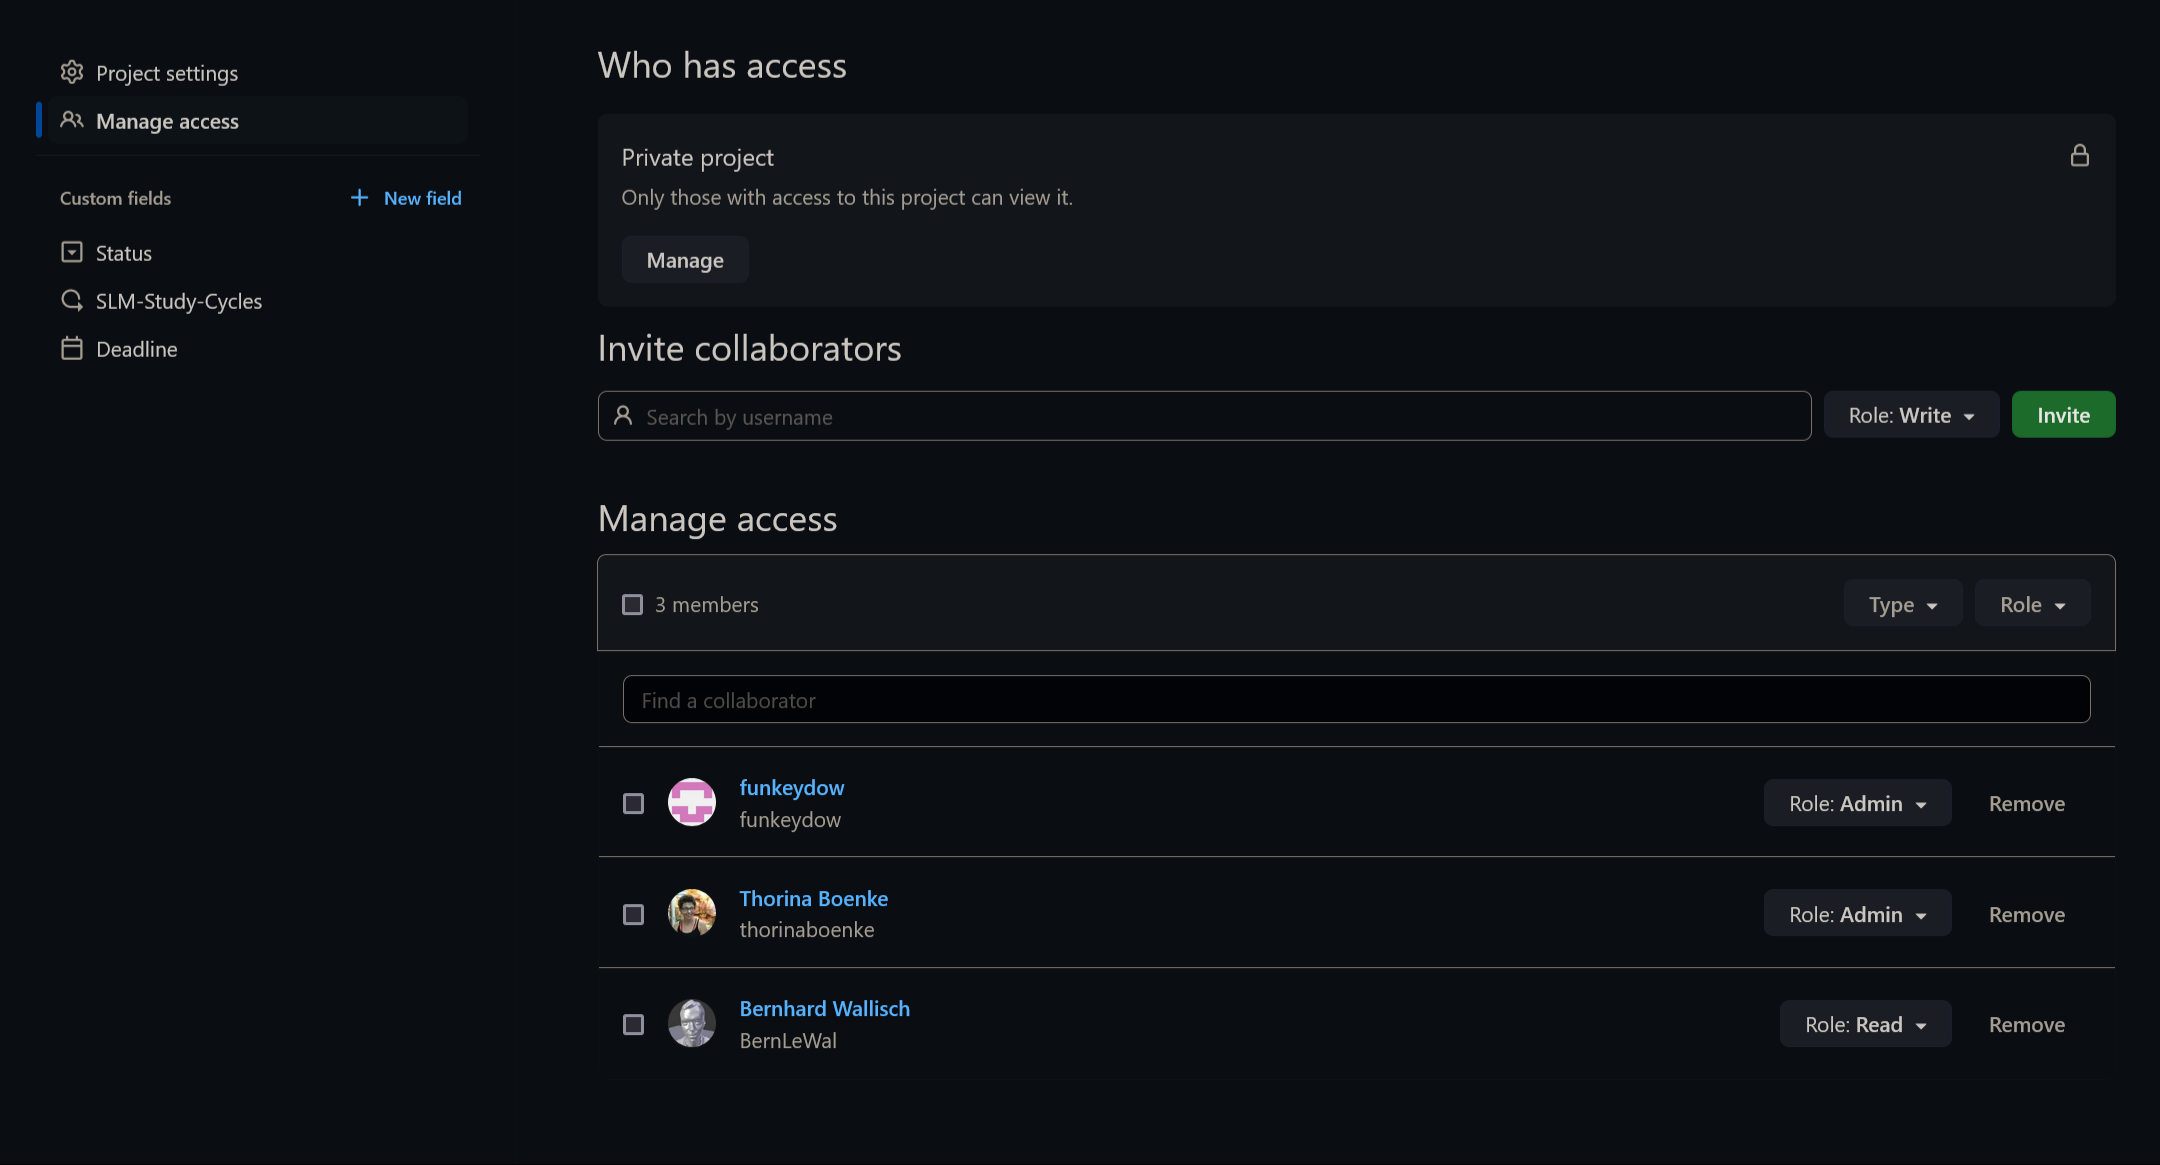 Project settings
Manage access
Custom fields
New field
Status
SLM-Study-Cycles
Deadline
Who has access
Private project
Only those with access to this project can view it.
Manage
Invite collaborators
Search by username
Role: Write
Invite
Manage access
3 members
Type
Role
Find a collaborator
funkeydow
funkeydow
Role: Admin
Remove
Thorina Boenke
thorinaboenke
Role: Admin
Remove
Bernhard Wallisch
BernLeWal
Role: Read
Remove